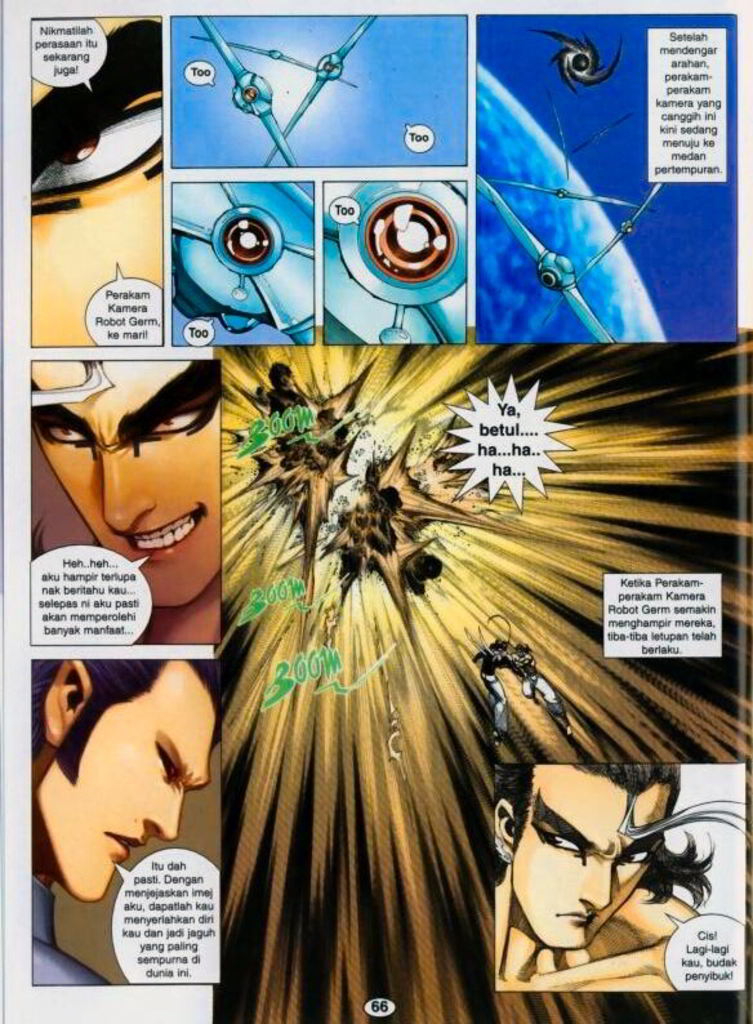 Nikmatilah
perasaan itu
sekarang
juga!
Perakam
Kamera
Robot Germ,
ke mari!
Too
Too
Too
Too
Setelah
mendengar
arahan,
perakam-
perakam
kamera yang
canggih ini
kini sedang
menuju ke
medan
pertempuran.
Heh..heh...
aku hampir terlupa
nak beritahu kau...
selepas ni aku pasti
akan memperolehi
banyak manfaat...
BOOM
Ya,
betul....
ha...ha..
ha...
BOOM
BOOM
Ketika Perakam-
perakam Kamera
Robot Germ semakin
menghampir mereka,
tiba-tiba letupan telah
berlaku.
Itu dah
pasti. Dengan
menjejaskan imej
aku, dapatlah kau
menyerlahkan diri
kau dan jadi jaguh
yang paling
sempurna di
dunia ini.
Cis!
Lagi-lagi
kau, budak
penyibuk!
66